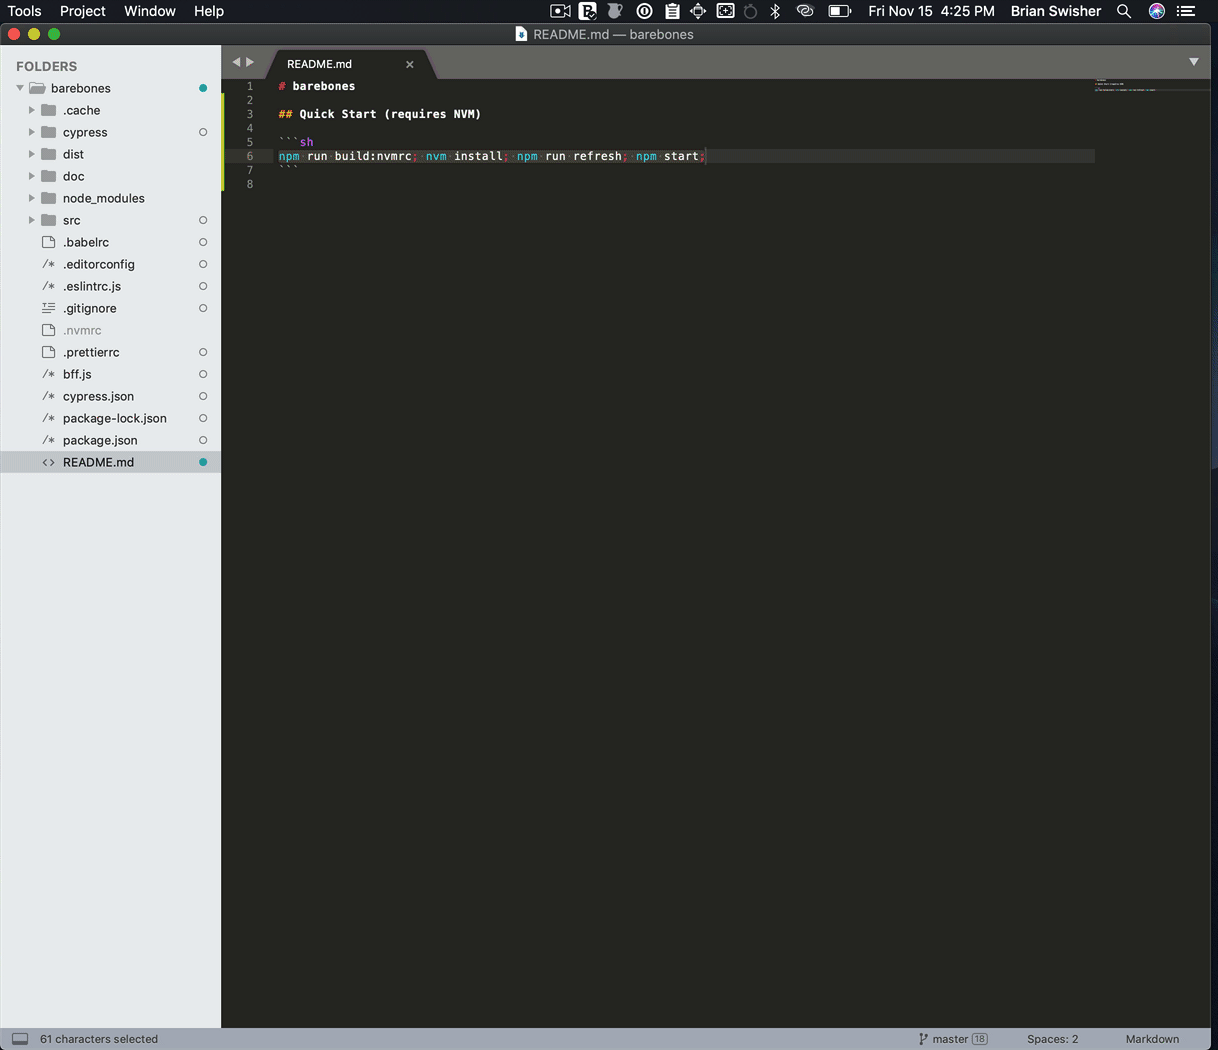 Tools Project Window Help Fri Nov 15 4:25 PM Brian Swisher
README.md — barebones
FOLDERS
barebones
.cache
cypress
dist
doc
node_modules
src
.babelrc
/* .editorconfig
/* .eslintrc.js
.gitignore
.nvmrc
.prettierrc
/* bff.js
/* cypress.json
/* package-lock.json
/* package.json
<> README.md
README.md ×
1 # barebones
2
3 ## Quick Start (requires NVM)
4
5 ```sh
6 npm run build:nvmrc; nvm install; npm run refresh; npm start;
7 ```
8
61 characters selected master 18 Spaces: 2 Markdown